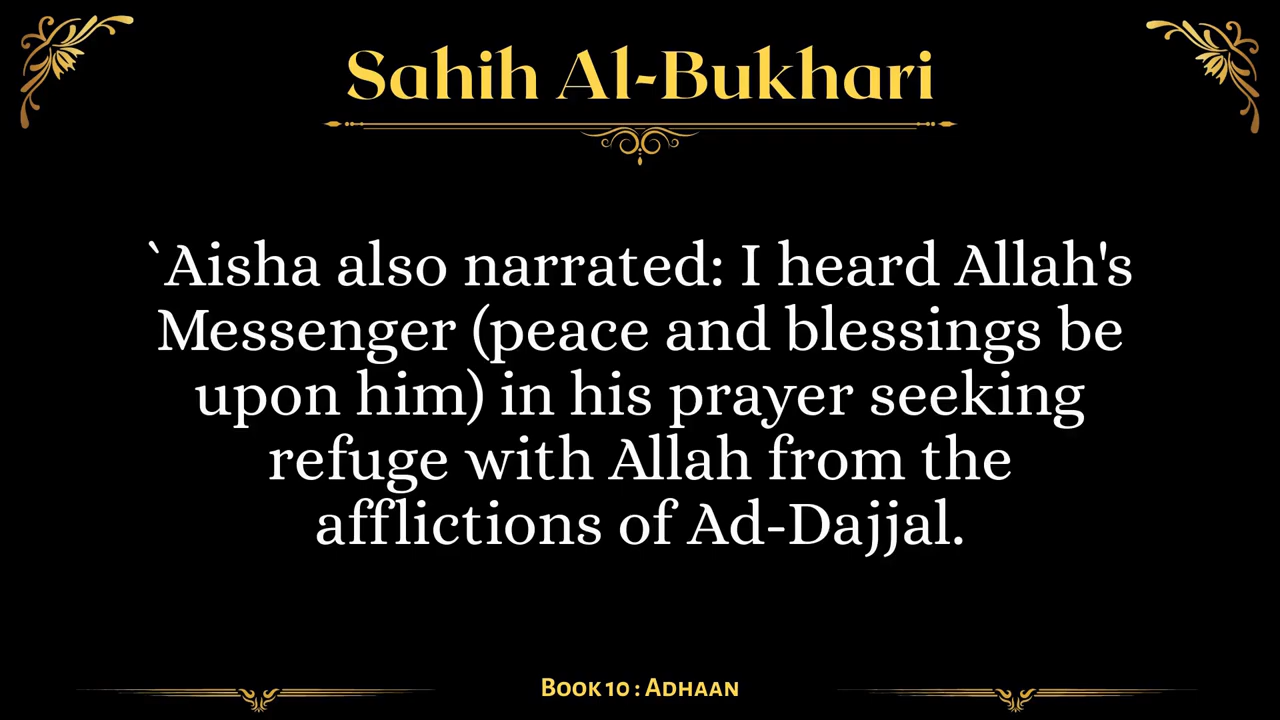 Sahih Al-Bukhari
`Aisha also narrated: I heard Allah's
Messenger (peace and blessings be
upon him) in his prayer seeking
refuge with Allah from the
afflictions of Ad-Dajjal.
Book 10 : Adhaan